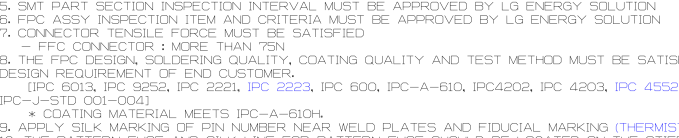 5. SMT PART SECTION INSPECTION INTERVAL MUST BE APPROVED BY LG ENERGY SOLUTION
6. FPC ASSY INSPECTION ITEM AND CRITERIA MUST BE APPROVED BY LG ENERGY SOLUTION
7. CONNECTOR TENSILE FORCE MUST BE SATISFIED
- FFC CONNECTOR : MORE THAN 75N
8. THE FPC DESIGN, SOLDERING QUALITY, COATING QUALITY AND TEST METHOD MUST BE SATIS
DESIGN REQUIREMENT OF END CUSTOMER.
[IPC 6013, IPC 9252, IPC 2221, IPC 2223, IPC 600, IPC-A-610, IPC4202, IPC 4203, IPC 4552
IPC-J-STD 001-004]
* COATING MATERIAL MEETS IPC-A-610H.
9. APPLY SILK MARKING OF PIN NUMBER NEAR WELD PLATES AND FIDUCIAL MARKING (THERMIS